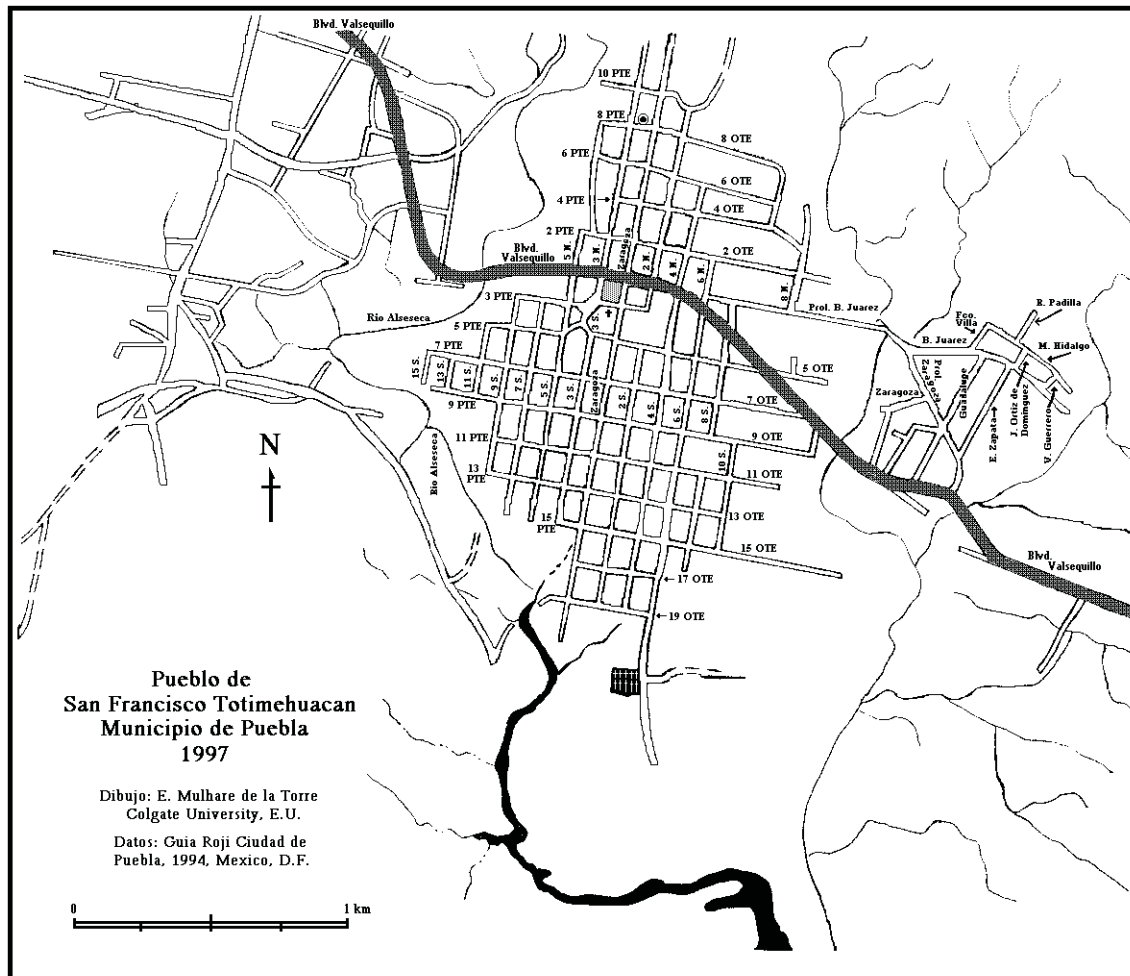 Blvd. Valsequillo
10 PTE
8 PTE
8 OTE
6 PTE
6 OTE
4 PTE
4 OTE
2 PTE
2 OTE
5 N.
3 N.
Zaragoza
2 N.
4 N.
6 N.
8 N.
Blvd.
Valsequillo
Rio Alseseca
3 PTE
3 S.
Prol. B. Juarez
Fco.
Villa
R. Padilla
B. Juarez
M. Hidalgo
5 PTE
5 OTE
7 PTE
7 OTE
15 S.
13 S.
11 S.
9 S.
7 S.
5 S.
3 S.
Zaragoza
2 S.
4 S.
6 S.
8 S.
Zaragoza
Prol.
Zaragoza
Guadalupe
E. Zapata
J. Ortiz de
Dominguez
V. Guerrero
9 PTE
9 OTE
11 PTE
10 S.
11 OTE
Rio Alseseca
13
PTE
13 OTE
15
PTE
15 OTE
17 OTE
19 OTE
Blvd.
Valsequillo
N
Pueblo de
San Francisco Totimehuacan
Municipio de Puebla
1997
Dibujo: E. Mulhare de la Torre
Colgate University, E.U.
Datos: Guia Roji Ciudad de
Puebla, 1994, Mexico, D.F.
0
1 km